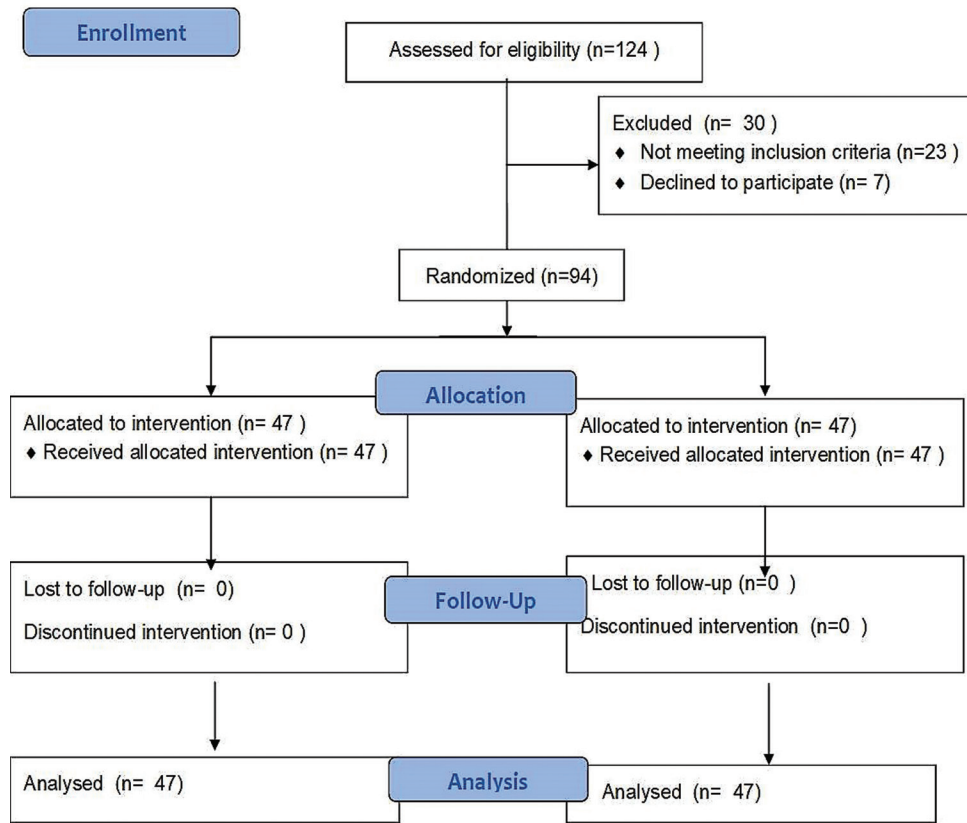 Enrollment
Assessed for eligibility (n=124 )
Excluded (n= 30 )
♦ Not meeting inclusion criteria (n=23 )
♦ Declined to participate (n= 7)
Randomized (n=94)
Allocation
Allocated to intervention (n= 47 )
♦ Received allocated intervention (n= 47 )
Allocated to intervention (n= 47)
♦ Received allocated intervention (n= 47 )
Follow-Up
Lost to follow-up (n= 0)
Discontinued intervention (n= 0 )
Lost to follow-up (n=0 )
Discontinued intervention (n=0 )
Analysis
Analysed (n= 47)
Analysed (n= 47)